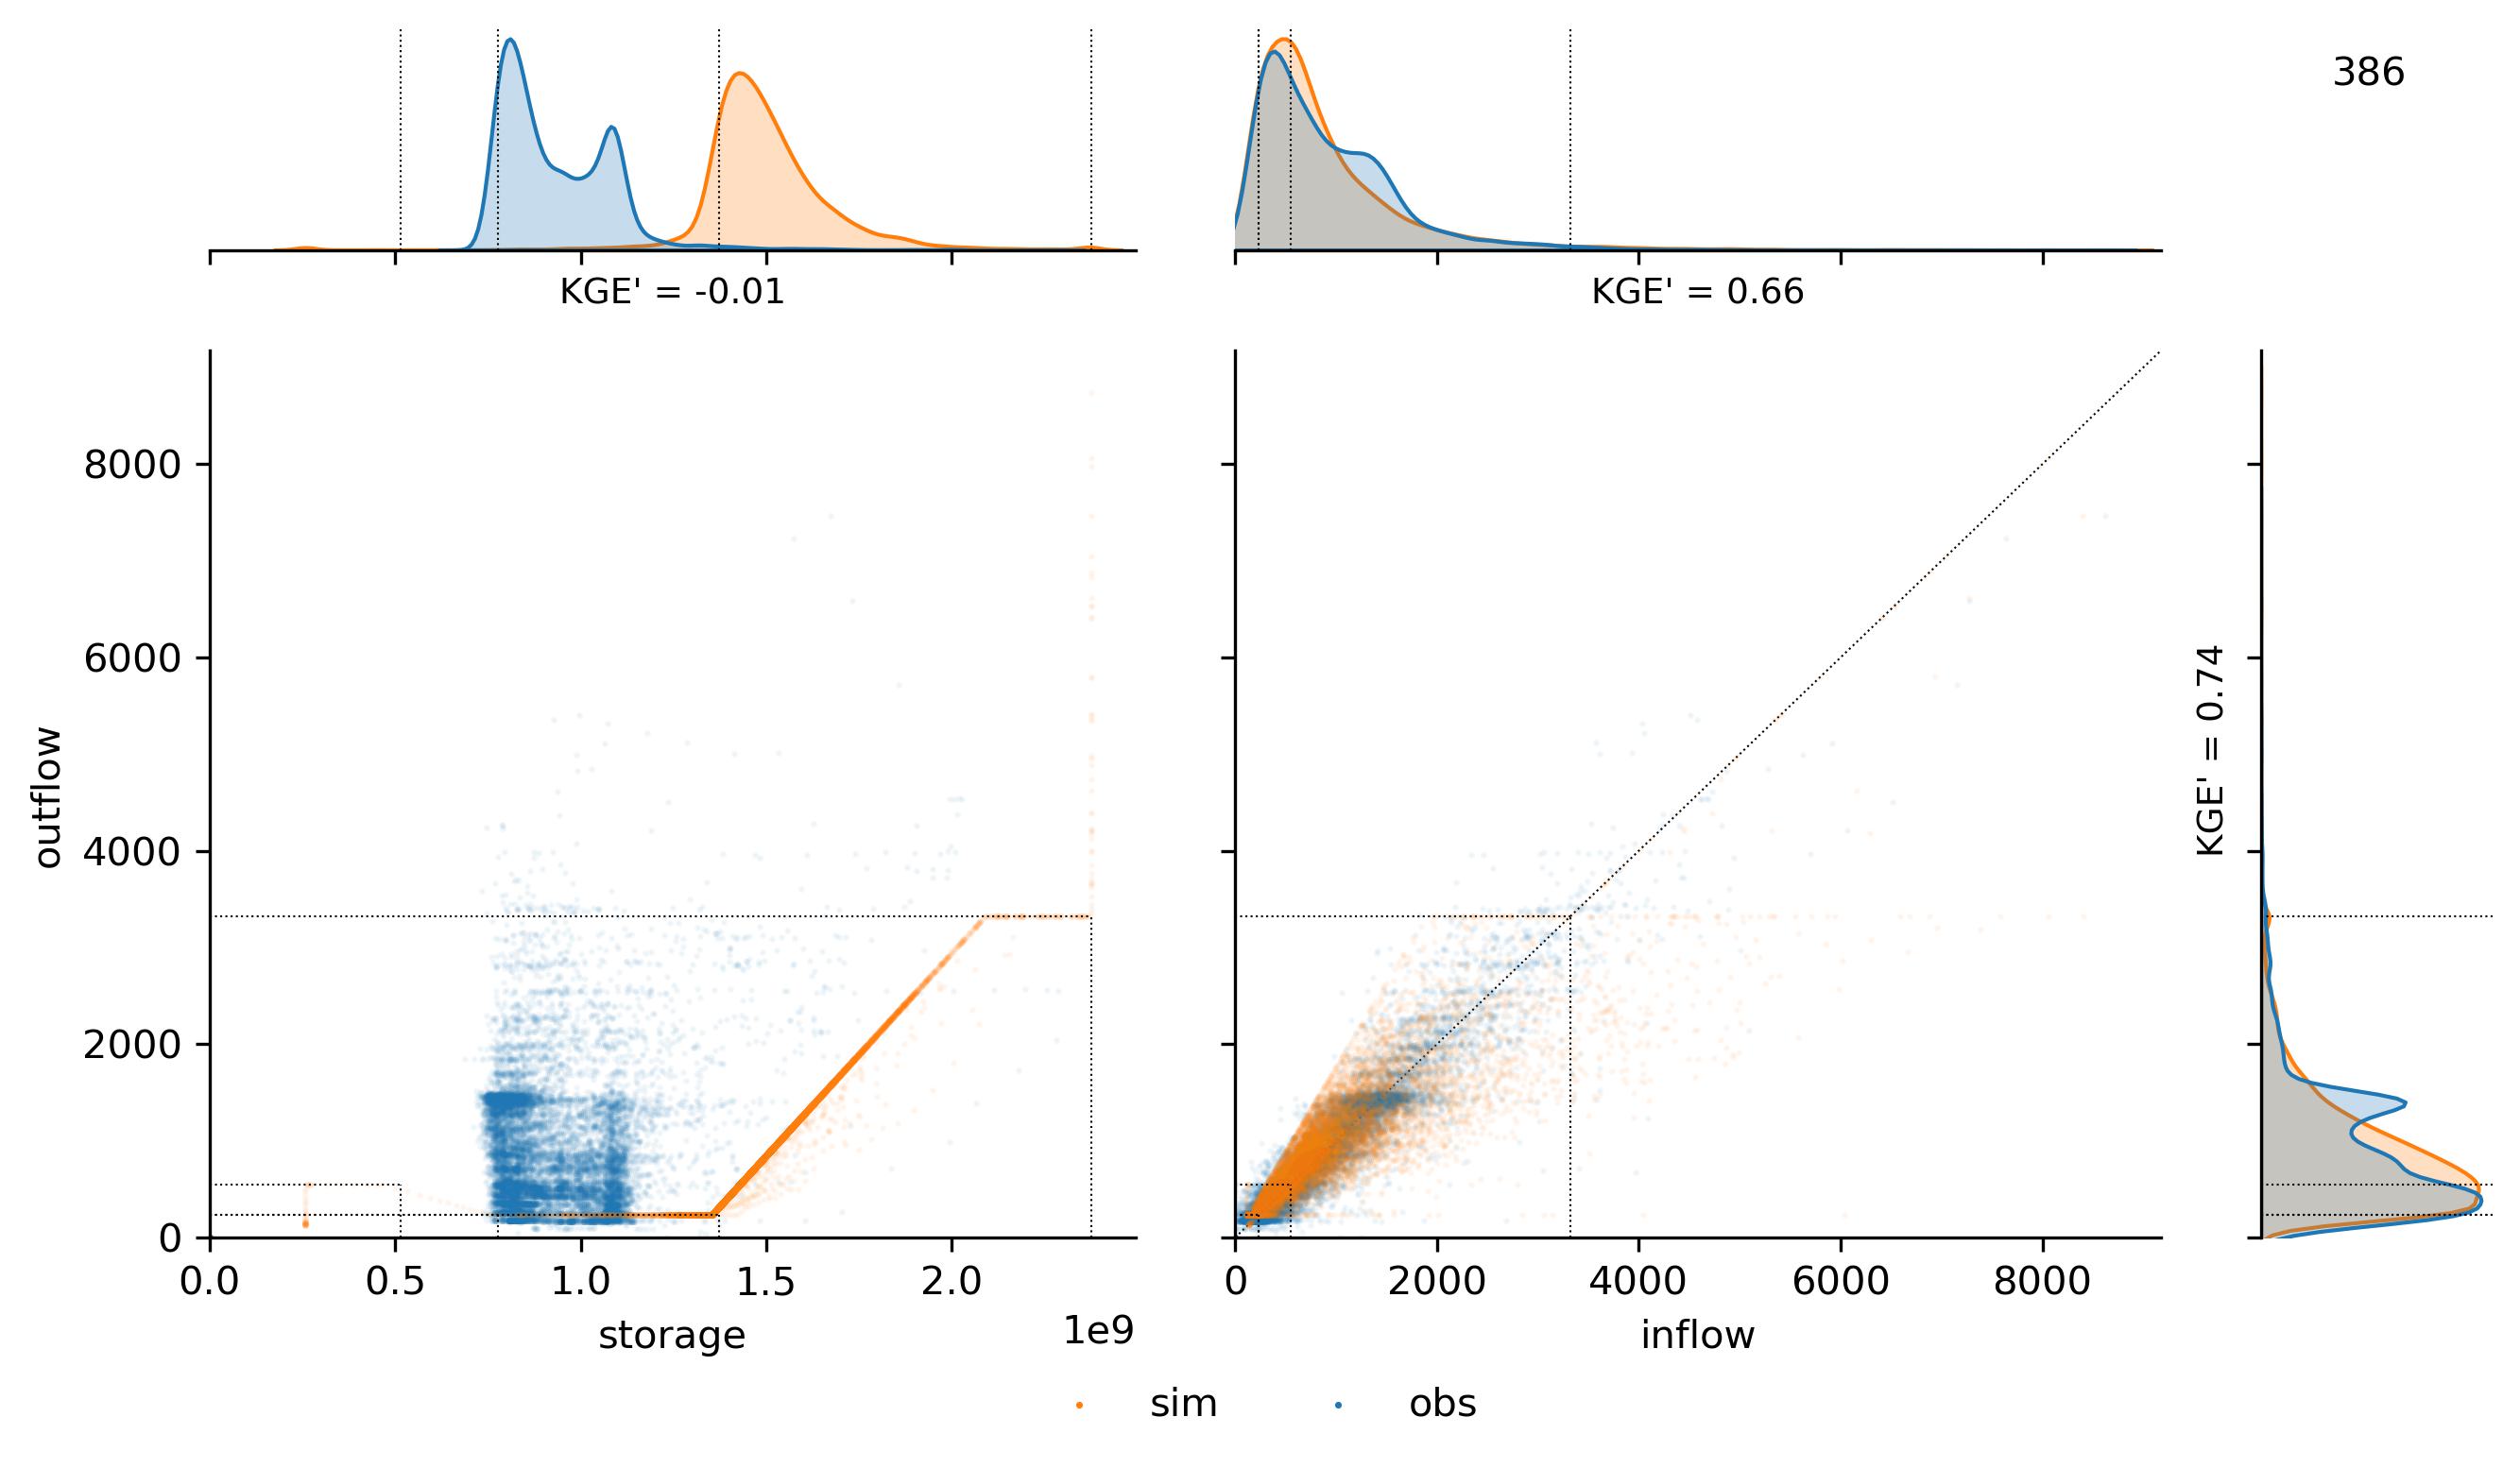 386
KGE' = -0.01
KGE' = 0.66
8000
6000
4000
2000
0
outflow
KGE' = 0.74
0.0 0.5 1.0 1.5 2.0
0 2000 4000 6000 8000
1e9
storage
inflow
sim obs